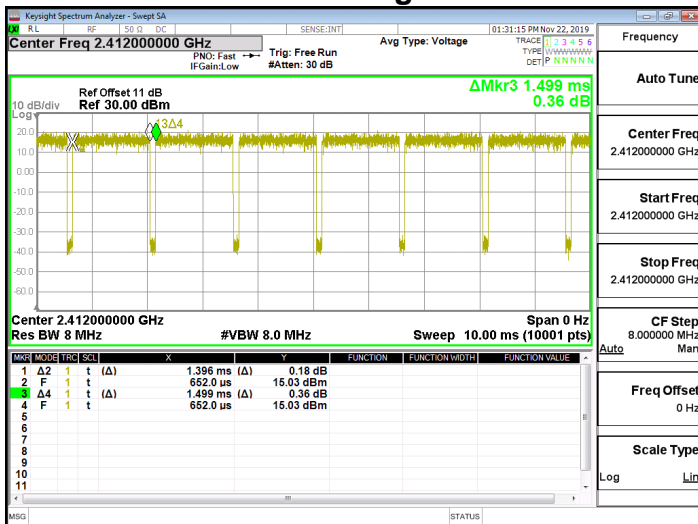 Keysight Spectrum Analyzer - Swept SA
LXI RL RF 50 Ω DC SENSE:INT 01:31:15 PM Nov 22, 2019
Center Freq 2.412000000 GHz
PNO: Fast
IFGain:Low
Trig: Free Run
#Atten: 30 dB
Avg Type: Voltage
TRACE 1 2 3 4 5 6
TYPE WWWWWW
DET P N N N N N
Ref Offset 11 dB
10 dB/div Ref 30.00 dBm
Log
ΔMkr3 1.499 ms
0.36 dB
20.0
10.0
0.00
-10.0
-20.0
-30.0
-40.0
-50.0
-60.0
3Δ4
Center 2.412000000 GHz Span 0 Hz
Res BW 8 MHz #VBW 8.0 MHz Sweep 10.00 ms (10001 pts)
MKR MODE TRC SCL X Y FUNCTION FUNCTION WIDTH FUNCTION VALUE
1 Δ2 1 t (Δ) 1.396 ms (Δ) 0.18 dB
2 F 1 t 652.0 µs 15.03 dBm
3 Δ4 1 t (Δ) 1.499 ms (Δ) 0.36 dB
4 F 1 t 652.0 µs 15.03 dBm
5
6
7
8
9
10
11
MSG STATUS
Frequency
Auto Tune
Center Freq
2.412000000 GHz
Start Freq
2.412000000 GHz
Stop Freq
2.412000000 GHz
CF Step
8.000000 MHz
Auto Man
Freq Offset
0 Hz
Scale Type
Log Lin